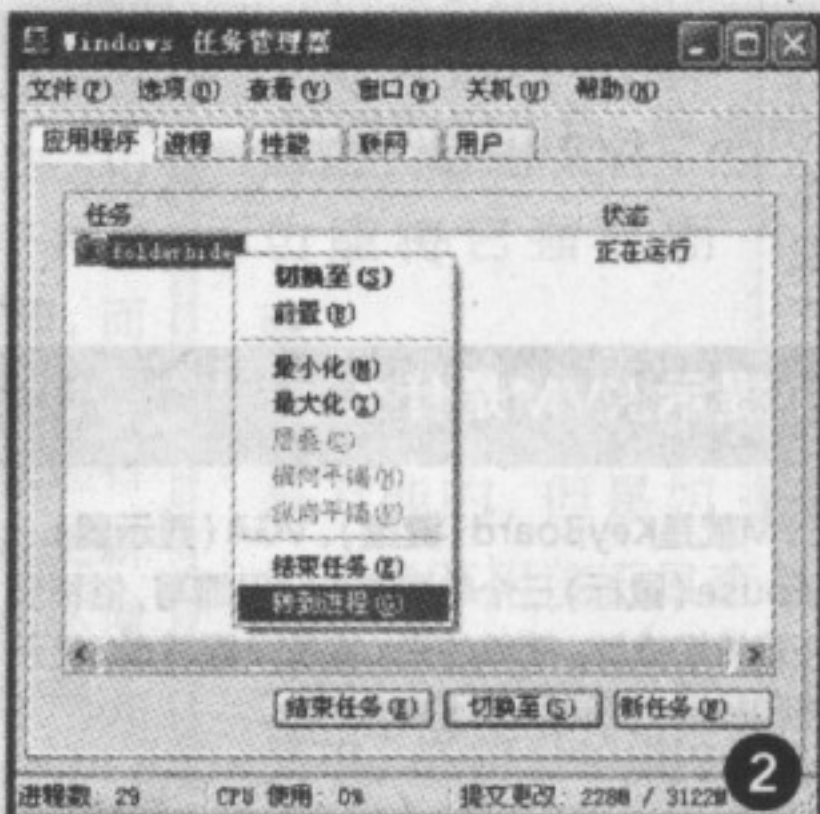 Windows 任务管理器
文件(F) 选项(O) 查看(V) 窗口(W) 关机(U) 帮助(H)
应用程序 进程 性能 联网 用户
任务 状态
folderhide 正在运行
切换至(S)
前置(B)
最小化(M)
最大化(X)
层叠(C)
横向平铺(H)
纵向平铺(V)
结束任务(E)
转到进程(G)
结束任务(E) 切换至(S) 新任务(N)...
进程数: 29 CPU 使用: 0% 提交更改: 228M / 3122M
2